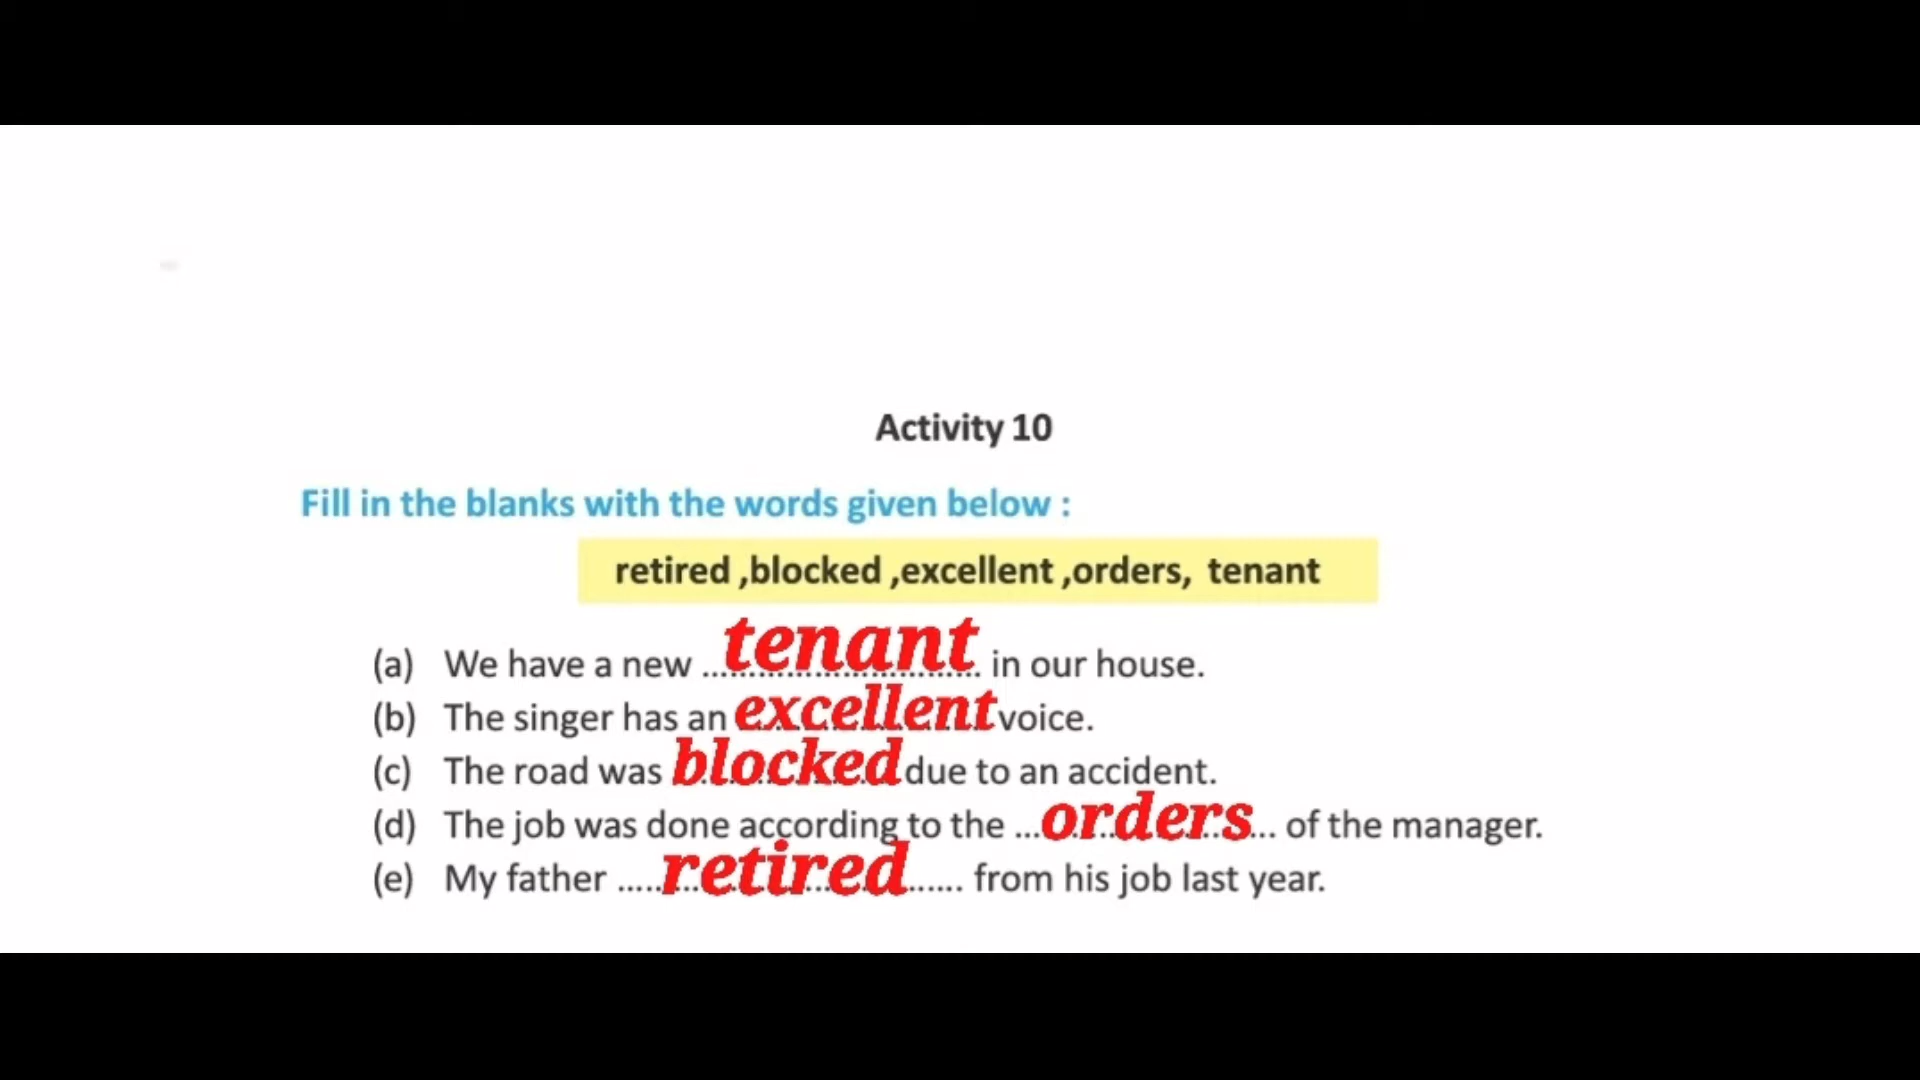 Activity 10
Fill in the blanks with the words given below :
retired ,blocked ,excellent ,orders, tenant
(a) We have a new ...tenant... in our house.
(b) The singer has an excellent voice.
(c) The road was blocked due to an accident.
(d) The job was done according to the ...orders... of the manager.
(e) My father .....retired...... from his job last year.